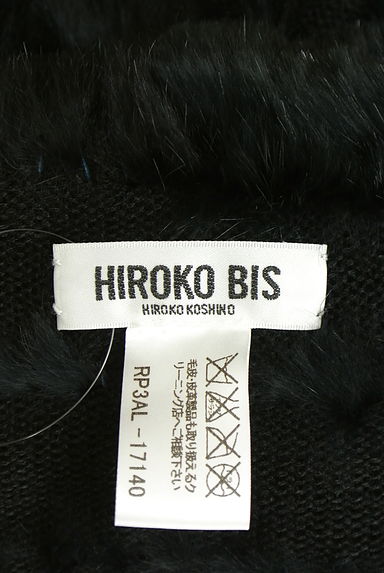 HIROKO BIS
HIROKO KOSHINO
毛皮・皮革製品も取り扱えるク
リーニング店へご相談下さい
RP3AL-17140